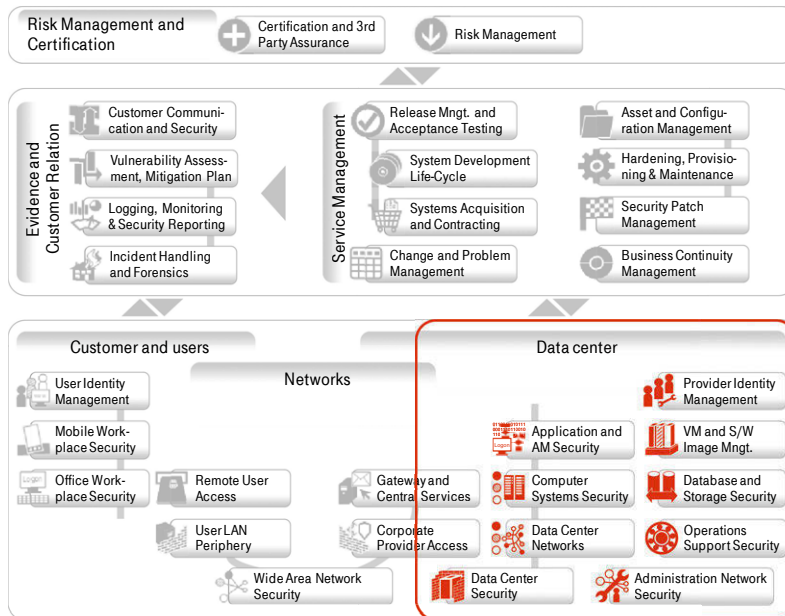 Risk Management and
Certification
Certification and 3rd
Party Assurance
Risk Management
Evidence and
Customer Relation
Customer Communi-
cation and Security
Vulnerability Assess-
ment, Mitigation Plan
Logging, Monitoring
& Security Reporting
Incident Handling
and Forensics
Service Management
Release Mngt. and
Acceptance Testing
System Development
Life-Cycle
Systems Acquisition
and Contracting
Change and Problem
Management
Asset and Configu-
ration Management
Hardening, Provisio-
ning & Maintenance
Security Patch
Management
Business Continuity
Management
Customer and users
Networks
Data center
User Identity
Management
Mobile Work-
place Security
Logon
Office Work-
place Security
Remote User
Access
User LAN
Periphery
Wide Area Network
Security
Gateway and
Central Services
Corporate
Provider Access
Provider Identity
Management
Logon
Application and
AM Security
VM and S/W
Image Mngt.
Computer
Systems Security
Database and
Storage Security
Data Center
Networks
Operations
Support Security
Data Center
Security
Administration Network
Security